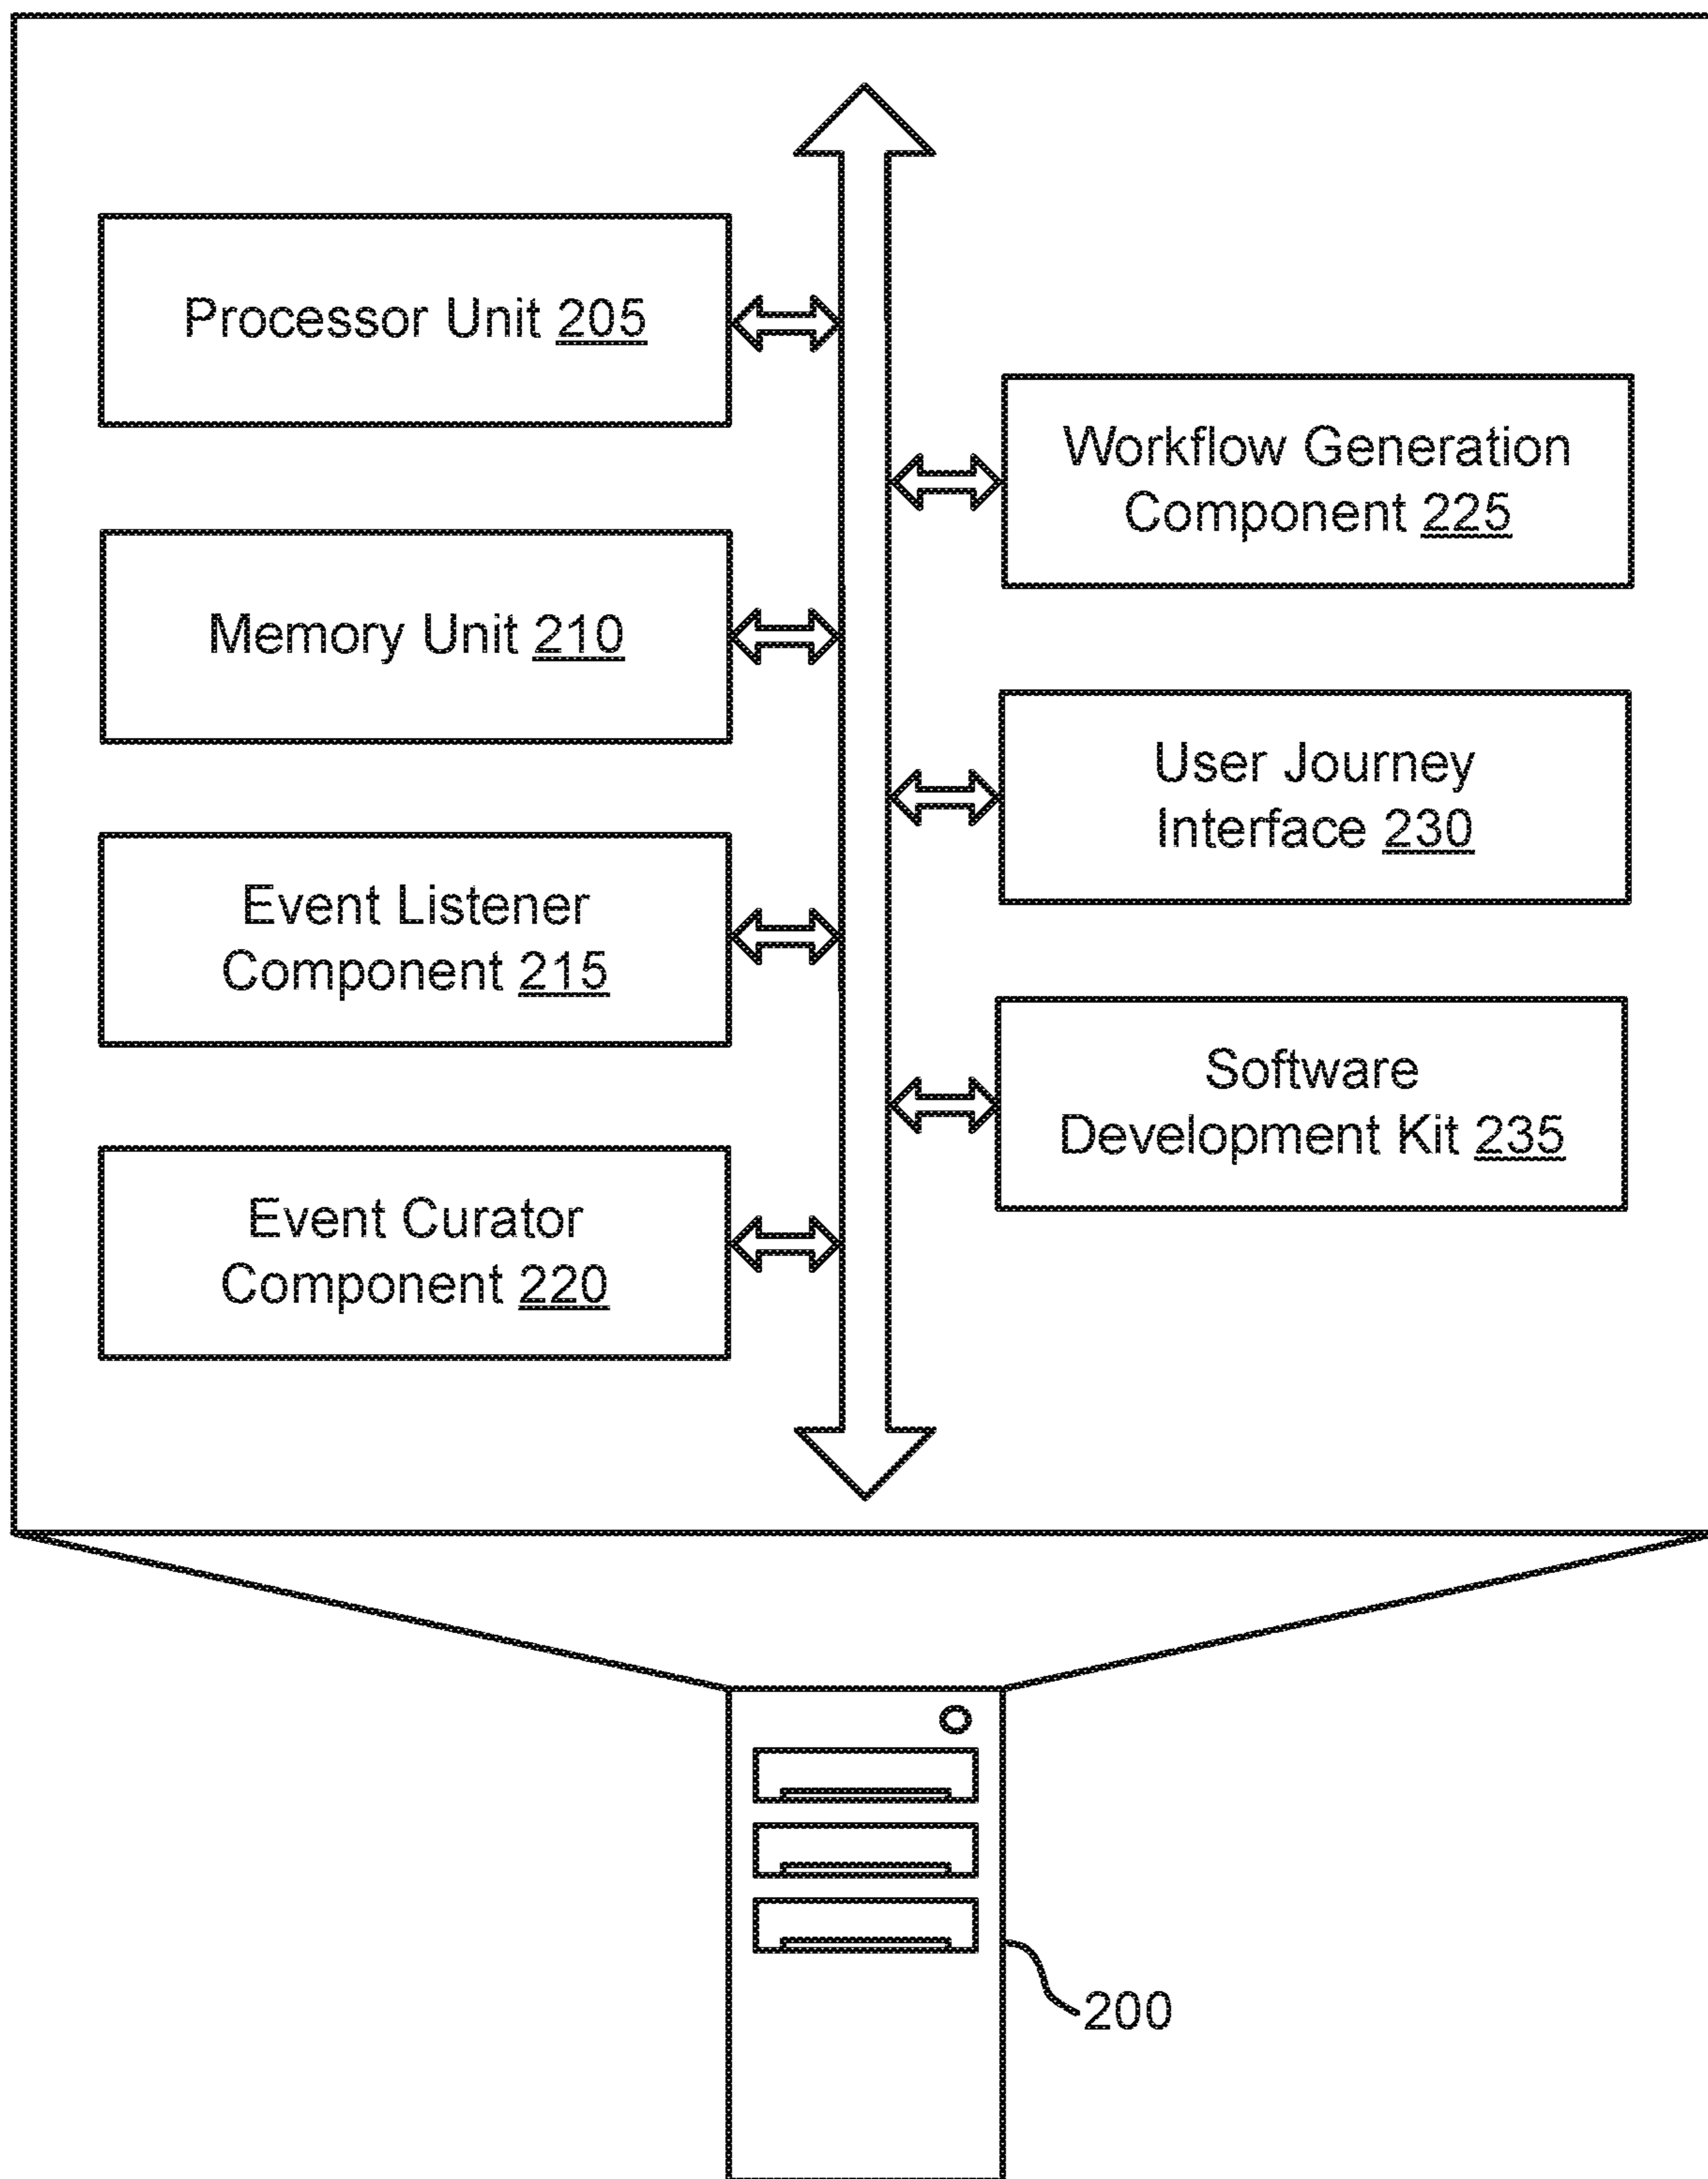 Processor Unit 205
Memory Unit 210
Event Listener
Component 215
Event Curator
Component 220
Workflow Generation
Component 225
User Journey
Interface 230
Software
Development Kit 235
200